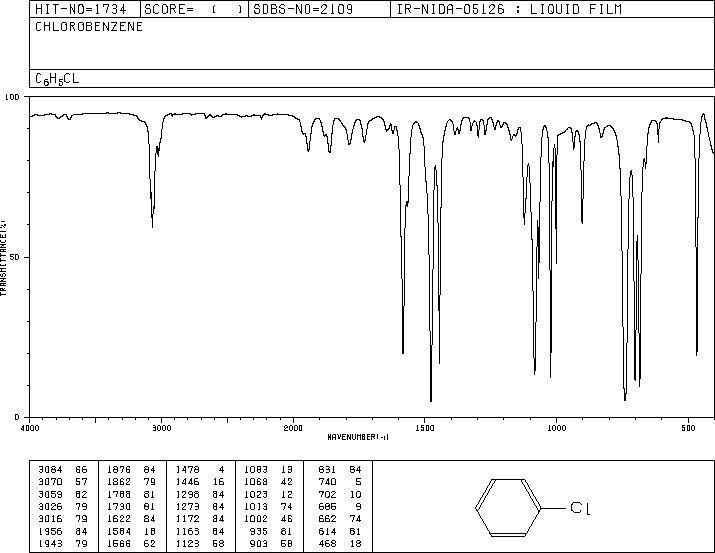 HIT-NO=1734 SCORE= ( ) SDBS-NO=2109 IR-NIDA-05126 : LIQUID FILM
CHLOROBENZENE
C6H5CL
100
50
0
TRANSMITTANCE(%)
4000 3000 2000 1500 1000 500
WAVENUMBER(-1)
3084 66 1876 84 1478 4 1083 13 831 84
3070 57 1862 79 1446 16 1068 42 740 5
3059 82 1788 81 1298 84 1023 12 702 10
3026 79 1730 81 1273 84 1013 74 685 9
3016 79 1622 84 1172 84 1002 46 662 74
1956 84 1584 18 1163 84 935 81 614 81
1943 79 1566 62 1123 58 903 58 468 18
Cl